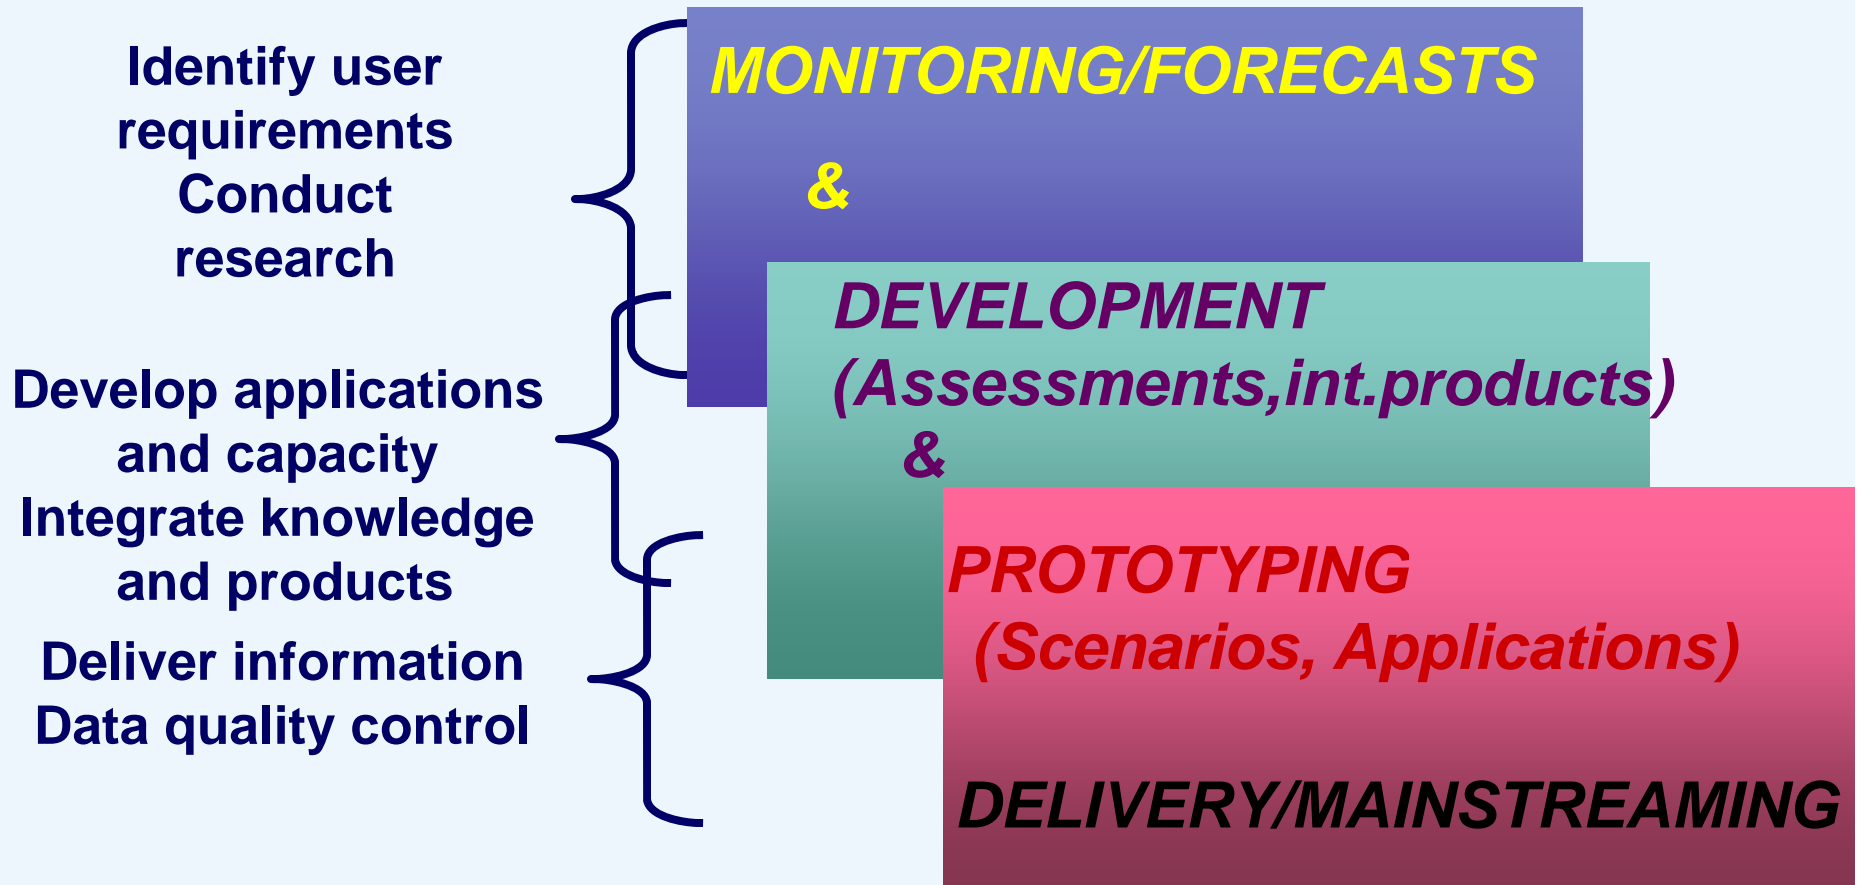 Identify user
requirements
Conduct
research
Develop applications
and capacity
Integrate knowledge
and products
Deliver information
Data quality control
MONITORING/FORECASTS
&
DEVELOPMENT
(Assessments,int.products)
&
PROTOTYPING
(Scenarios, Applications)
DELIVERY/MAINSTREAMING